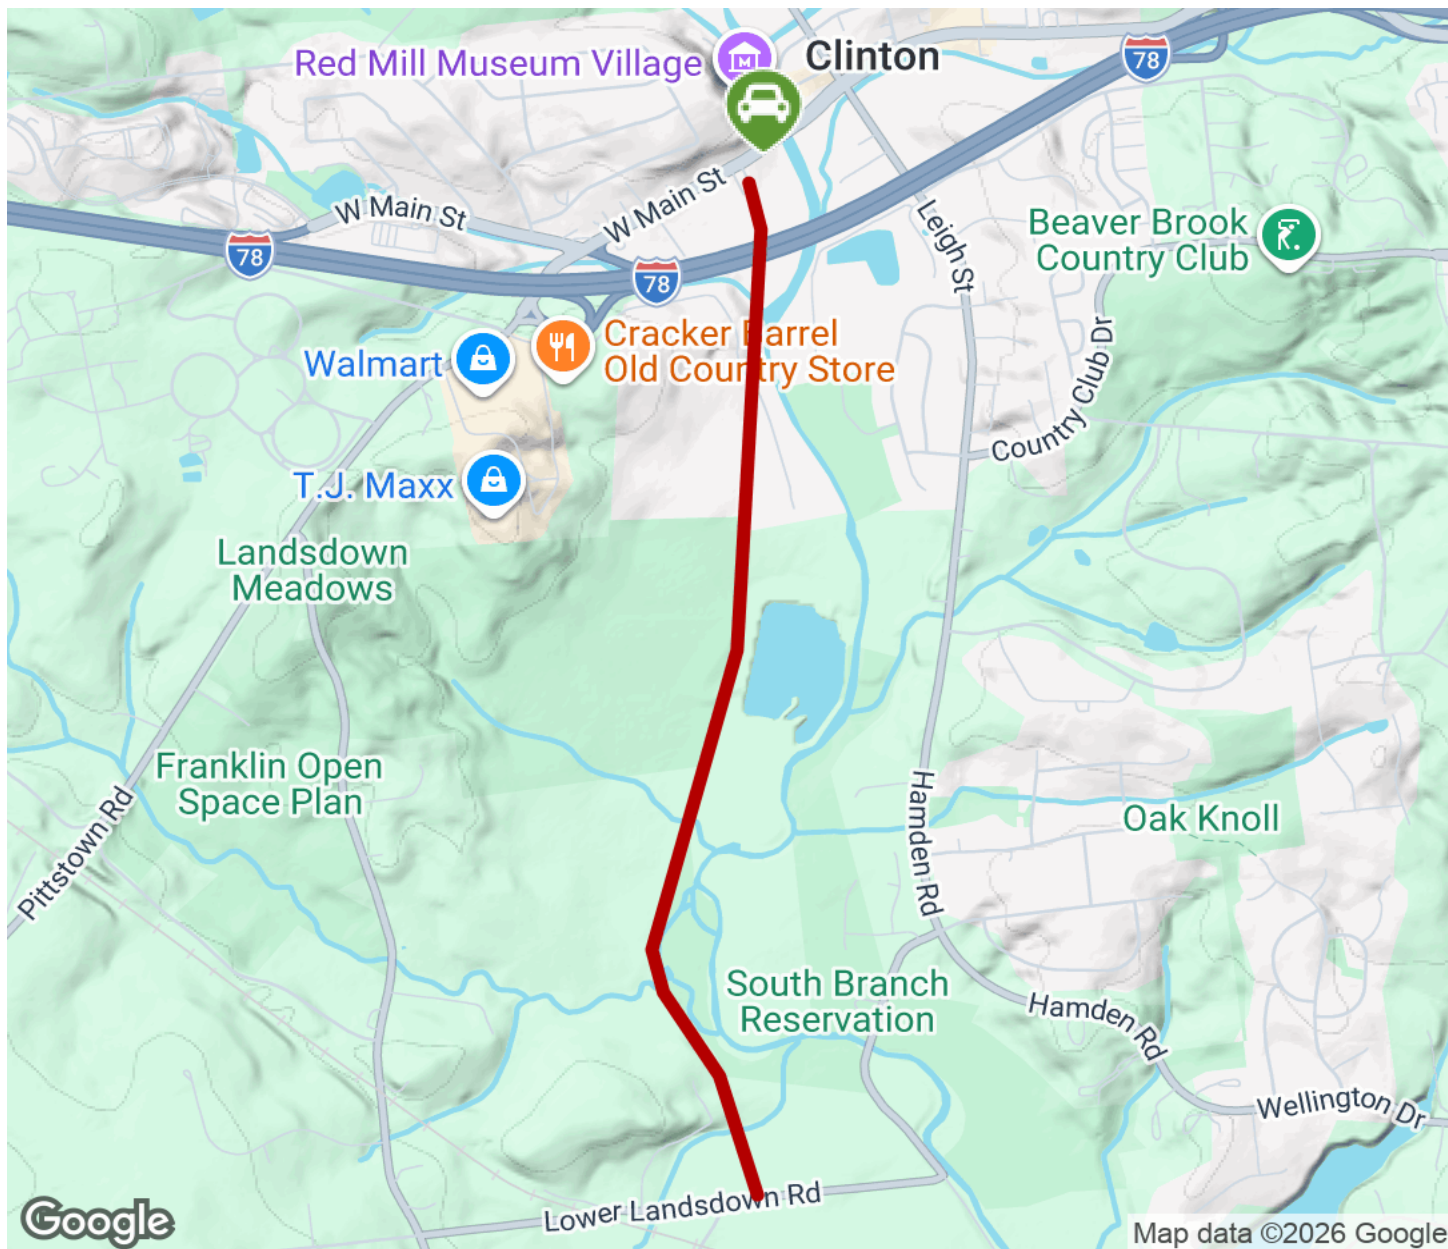 Red Mill Museum Village
M
Clinton
78
W Main St
W Main St
78
78
Leigh St
Beaver Brook
Country Club
Cracker Barrel
Old Country Store
Walmart
Country Club Dr
T.J. Maxx
Landsdown
Meadows
Franklin Open
Space Plan
Pittstown Rd
Hamden Rd
Oak Knoll
South Branch
Reservation
Hamden Rd
Wellington Dr
Lower Landsdown Rd
Google
Map data ©2026 Google